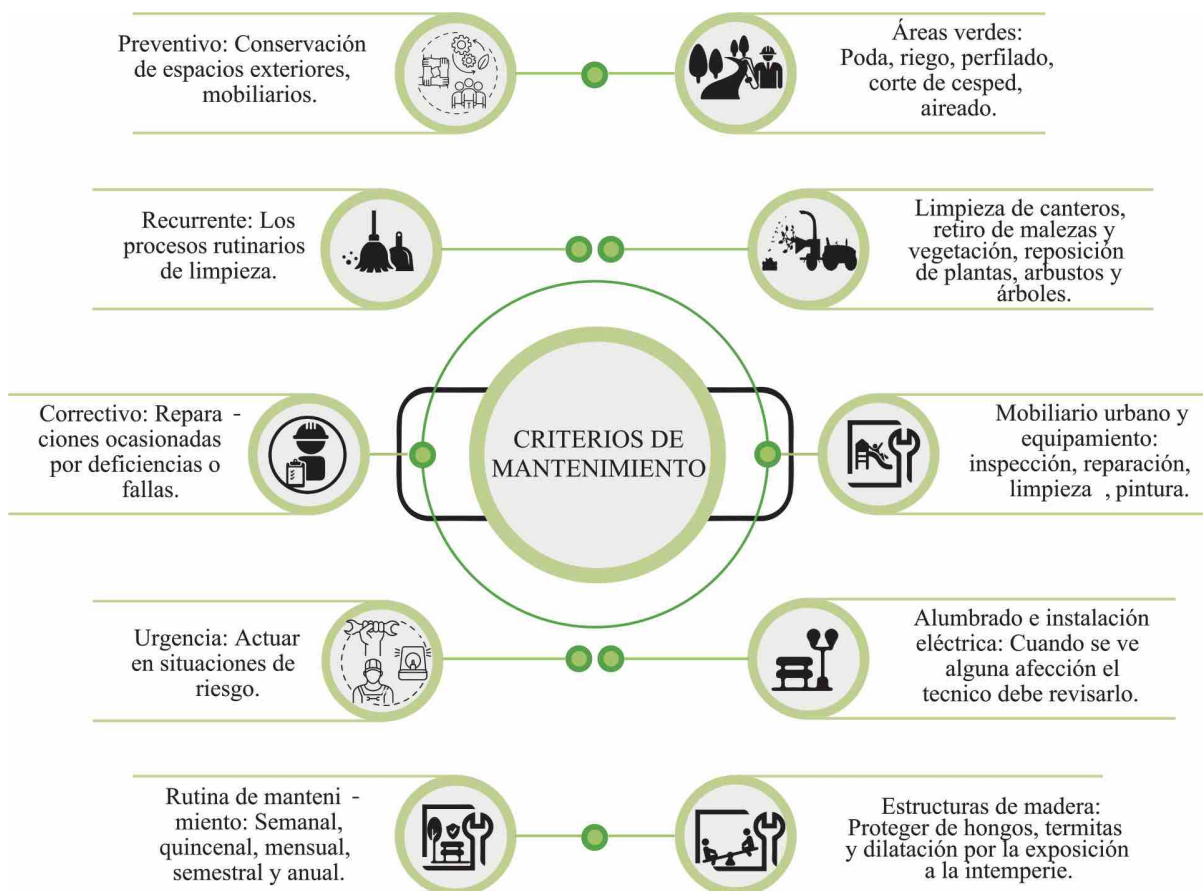 Preventivo: Conservación
de espacios exteriores,
mobiliarios.
Áreas verdes:
Poda, riego, perfilado,
corte de cesped,
aireado.
Recurrente: Los
procesos rutinarios
de limpieza.
Limpieza de canteros,
retiro de malezas y
vegetación, reposición
de plantas, arbustos y
árboles.
Correctivo: Repara -
ciones ocasionadas
por deficiencias o
fallas.
CRITERIOS DE
MANTENIMIENTO
Mobiliario urbano y
equipamiento:
inspección, reparación,
limpieza , pintura.
Urgencia: Actuar
en situaciones de
riesgo.
Alumbrado e instalación
eléctrica: Cuando se ve
alguna afección el
tecnico debe revisarlo.
Rutina de manteni -
miento: Semanal,
quincenal, mensual,
semestral y anual.
Estructuras de madera:
Proteger de hongos, termitas
y dilatación por la exposición
a la intemperie.